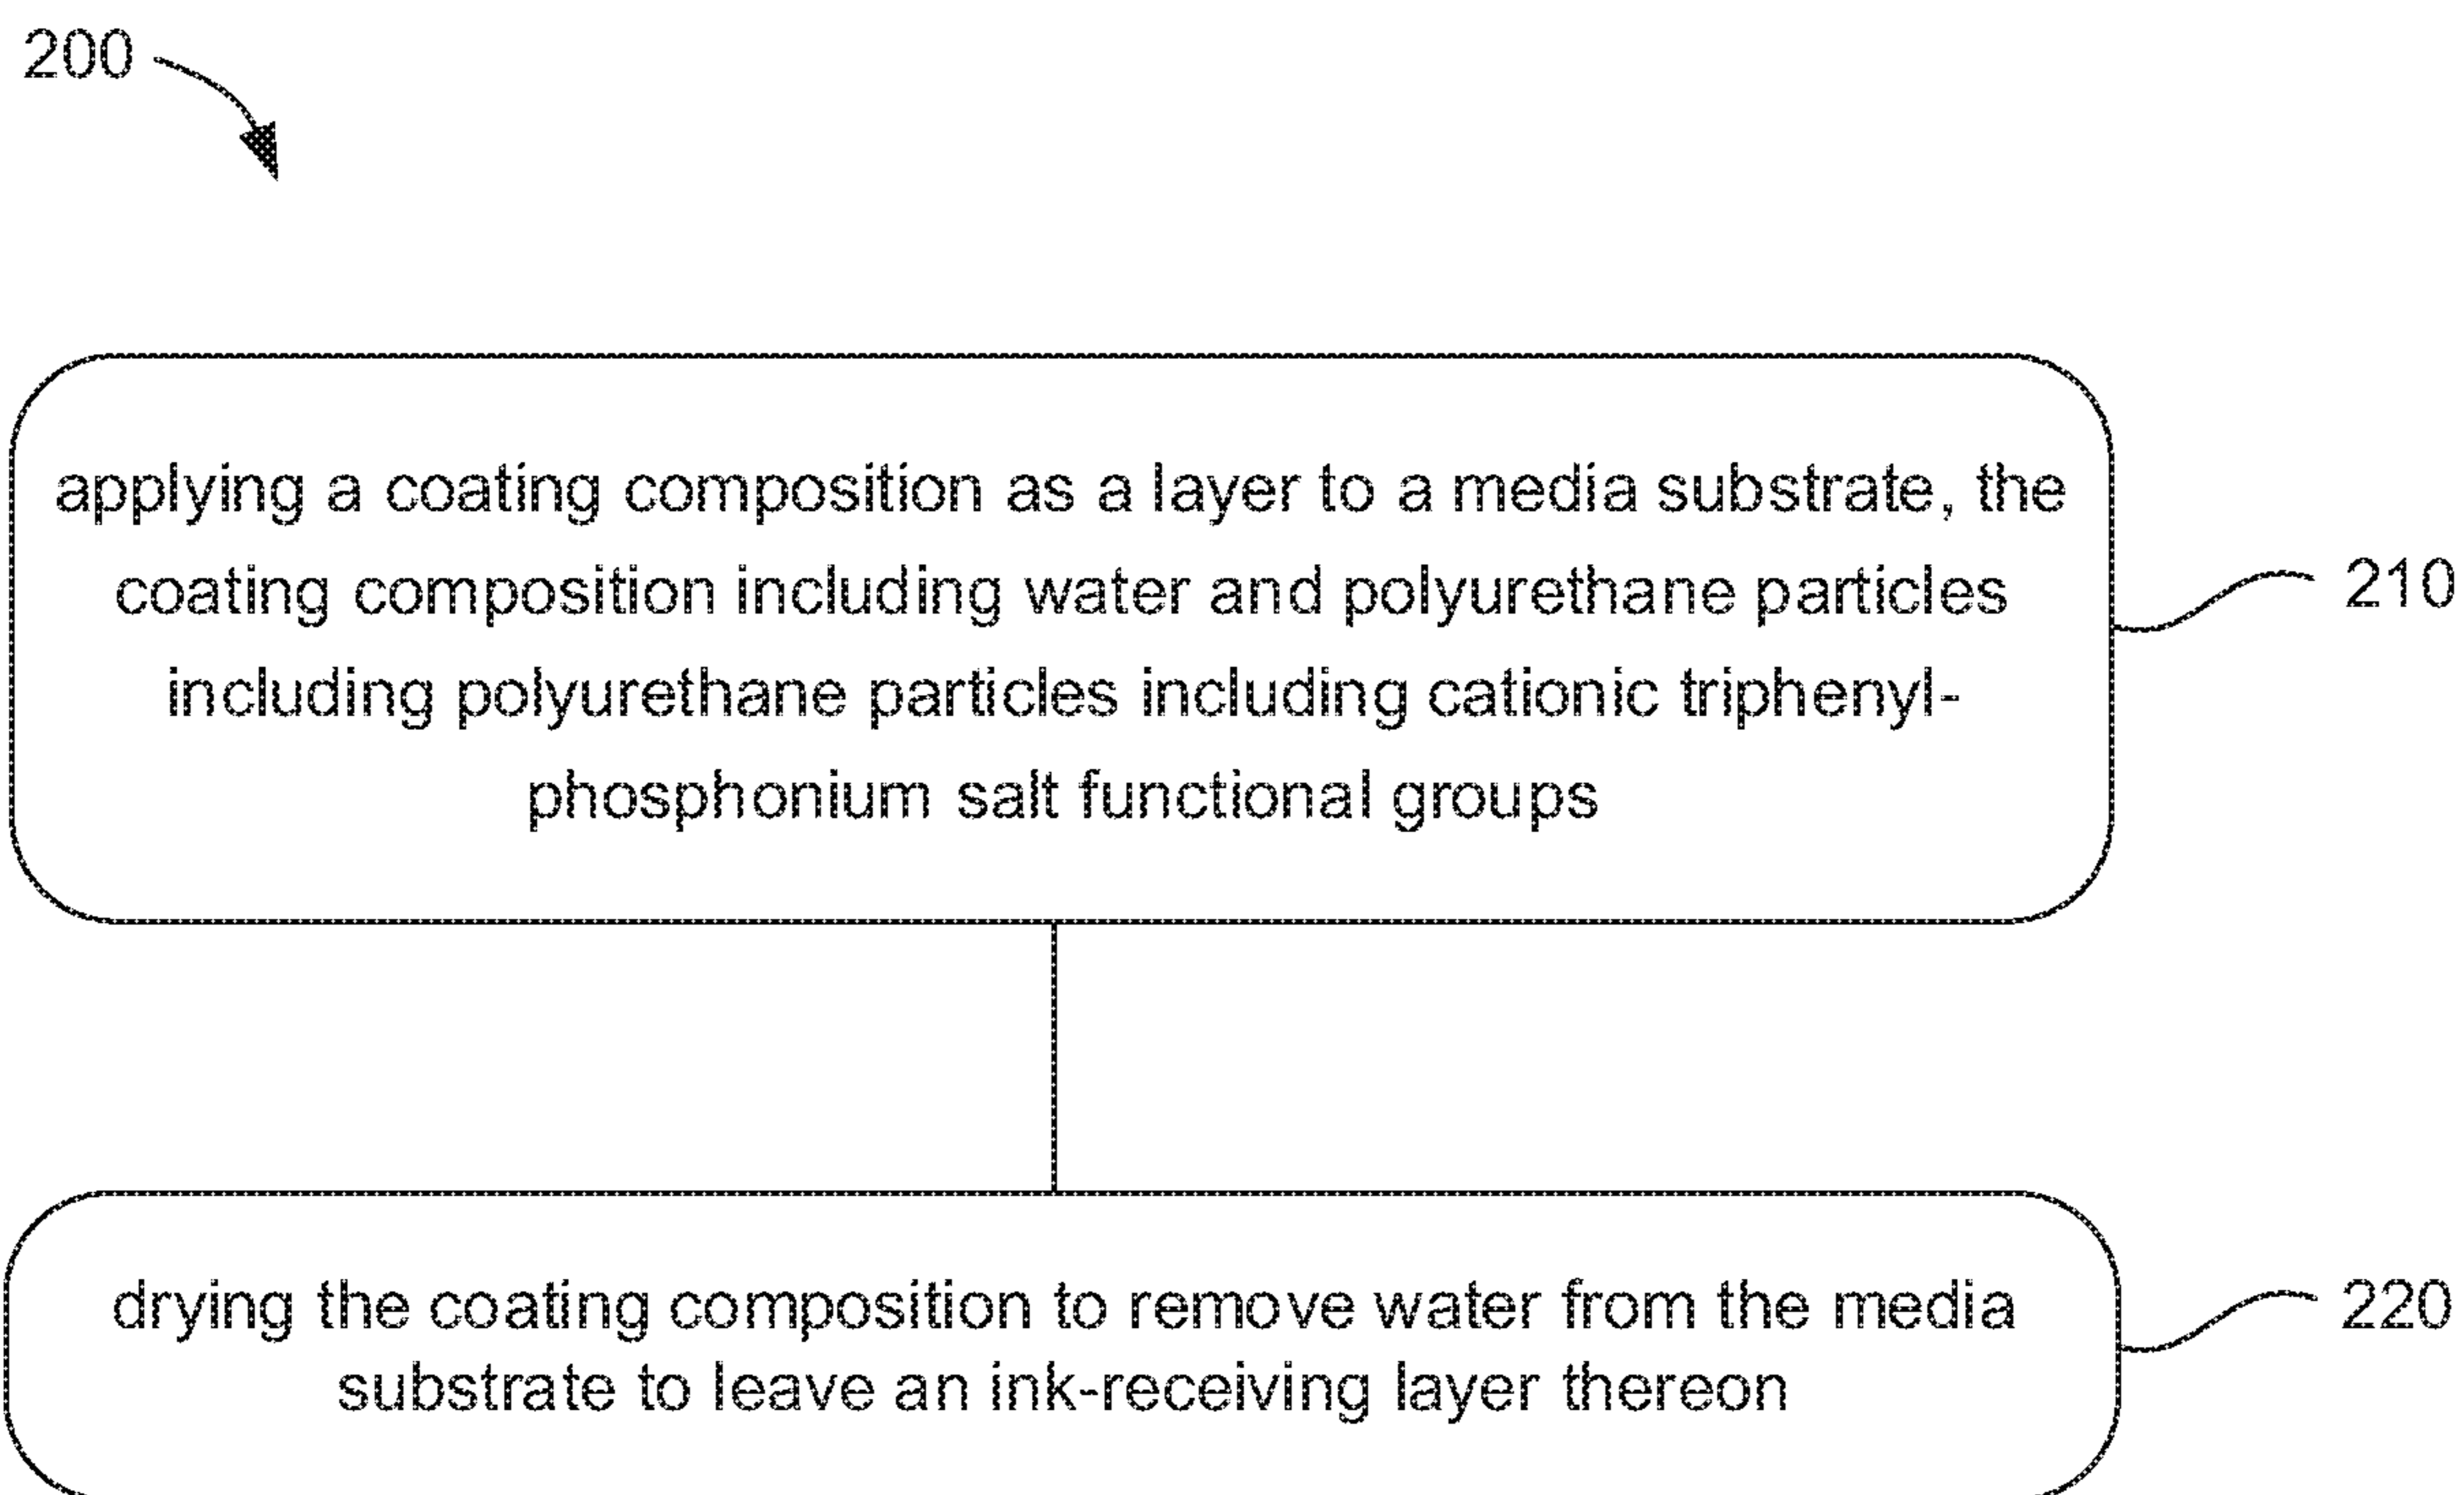 200
applying a coating composition as a layer to a media substrate, the
coating composition including water and polyurethane particles
including polyurethane particles including cationic triphenyl-
phosphonium salt functional groups
210
drying the coating composition to remove water from the media
substrate to leave an ink-receiving layer thereon
220